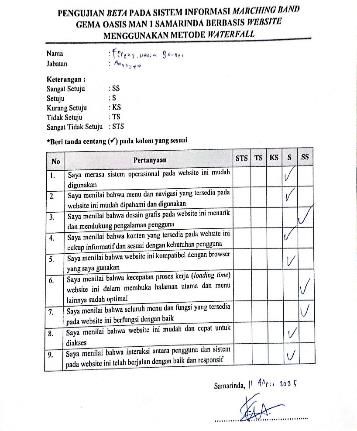 PENGUJIAN BETA PADA SISTEM INFORMASI MARCHING BAND
GEMA OASIS MAN 1 SAMARINDA BERBASIS WEBSITE
MENGGUNAKAN METODE WATERFALL
Nama :
Jabatan : Anggota
Keterangan :
Sangat Setuju : SS
Setuju : S
Kurang Setuju : KS
Tidak Setuju : TS
Sangat Tidak Setuju : STS
*Beri tanda centang (✓) pada kolom yang sesuai
No Pertanyaan STS TS KS S SS
1. Saya merasa sistem operasional pada website ini mudah
digunakan ✓
2. Saya menilai bahwa menu dan navigasi yang tersedia pada
website ini mudah dipahami dan digunakan ✓
3. Saya menilai bahwa desain grafis pada website ini menarik
dan mendukung pengalaman pengguna ✓
4. Saya menilai bahwa konten yang tersedia pada website ini
cukup informatif dan sesuai dengan kebutuhan pengguna ✓
5. Saya menilai bahwa website ini kompatibel dengan browser
yang saya gunakan ✓
6. Saya menilai bahwa kecepatan proses kerja (loading time)
website ini dalam membuka halaman utama dan menu
lainnya sudah optimal ✓
7. Saya menilai bahwa seluruh menu dan fungsi yang tersedia
pada website ini berfungsi dengan baik ✓
8. Saya menilai bahwa website ini mudah dan cepat untuk
diakses ✓
9. Saya menilai bahwa interaksi antara pengguna dan sistem
pada website ini telah berjalan dengan baik dan responsif ✓
Samarinda, 11 April 2025